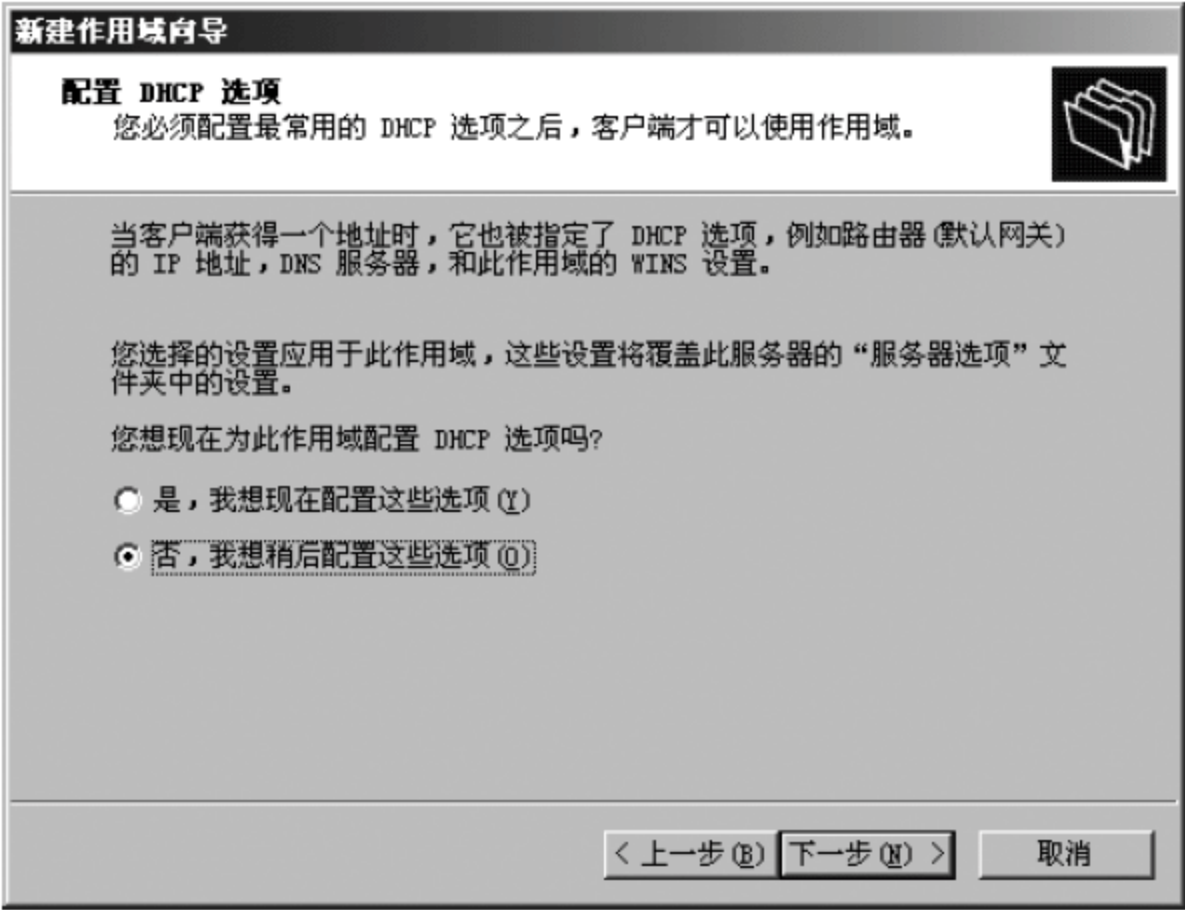 新建作用域向导
配置 DHCP 选项
您必须配置最常用的 DHCP 选项之后，客户端才可以使用作用域。
当客户端获得一个地址时，它也被指定了 DHCP 选项，例如路由器(默认网关)
的 IP 地址，DNS 服务器，和此作用域的 WINS 设置。
您选择的设置应用于此作用域，这些设置将覆盖此服务器的“服务器选项”文
件夹中的设置。
您想现在为此作用域配置 DHCP 选项吗?
是，我想现在配置这些选项(Y)
否，我想稍后配置这些选项(O)
< 上一步(B) 下一步(N) > 取消